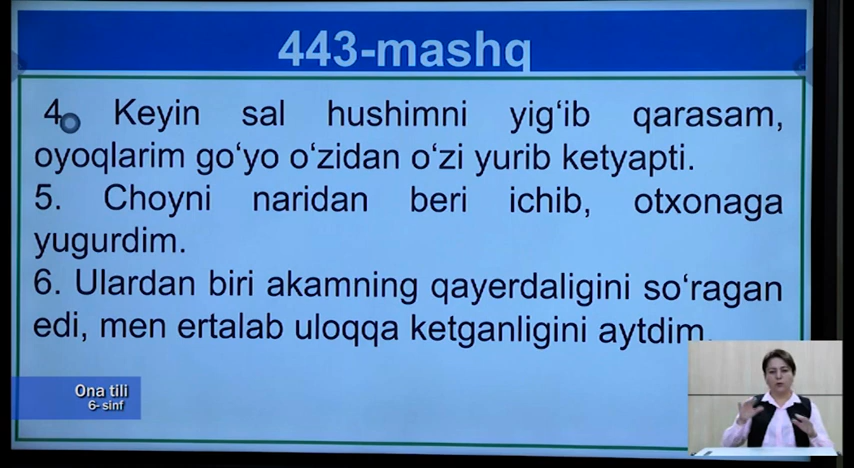 443-mashq
4. Keyin sal hushimni yig‘ib qarasam,
oyoqlarim go‘yo o‘zidan o‘zi yurib ketyapti.
5. Choyni naridan beri ichib, otxonaga
yugurdim.
6. Ulardan biri akamning qayerdaligini so‘ragan
edi, men ertalab uloqqa ketganligini aytdim.
Ona tili
6- sinf